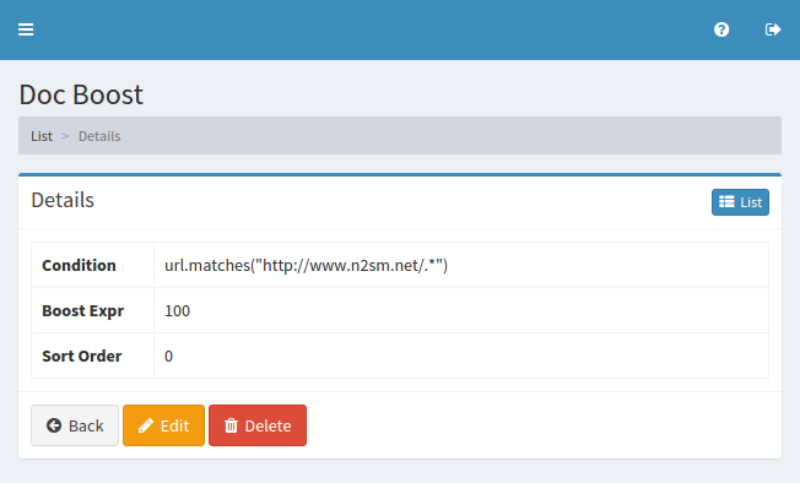 Doc Boost
List > Details
Details
List
Condition url.matches("http://www.n2sm.net/.*")
Boost Expr 100
Sort Order 0
Back Edit Delete